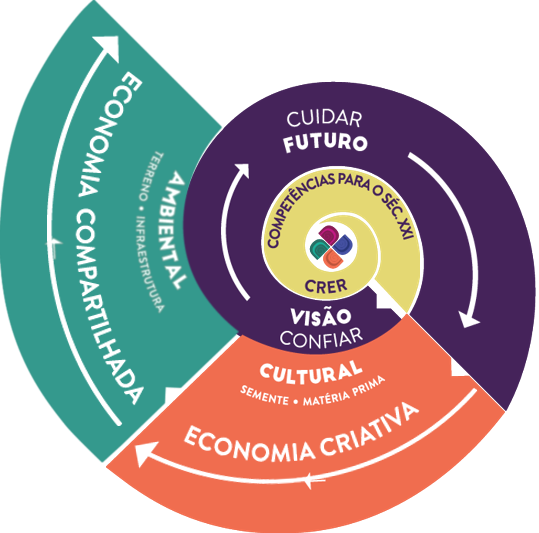 CUIDAR
FUTURO
COMPETÊNCIAS PARA O SÉC. XXI
CRER
VISÃO
CONFIAR
CULTURAL
SEMENTE • MATÉRIA PRIMA
ECONOMIA CRIATIVA
AMBIENTAL
TERRENO • INFRAESTRUTURA
ECONOMIA COMPARTILHADA